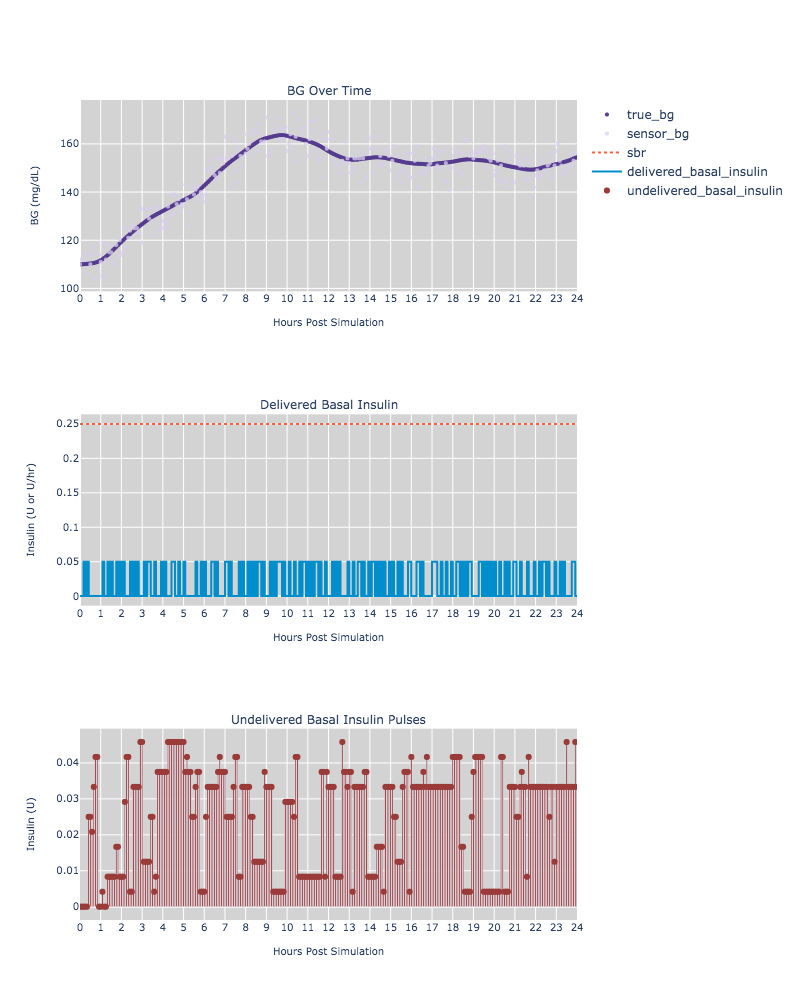 BG Over Time
160
140
120
100
BG (mg/dL)
0 1 2 3 4 5 6 7 8 9 10 11 12 13 14 15 16 17 18 19 20 21 22 23 24
Hours Post Simulation
true_bg
sensor_bg
sbr
delivered_basal_insulin
undelivered_basal_insulin
Delivered Basal Insulin
0.25
0.2
0.15
0.1
0.05
0
Insulin (U or U/hr)
0 1 2 3 4 5 6 7 8 9 10 11 12 13 14 15 16 17 18 19 20 21 22 23 24
Hours Post Simulation
Undelivered Basal Insulin Pulses
0.04
0.03
0.02
0.01
0
Insulin (U)
0 1 2 3 4 5 6 7 8 9 10 11 12 13 14 15 16 17 18 19 20 21 22 23 24
Hours Post Simulation